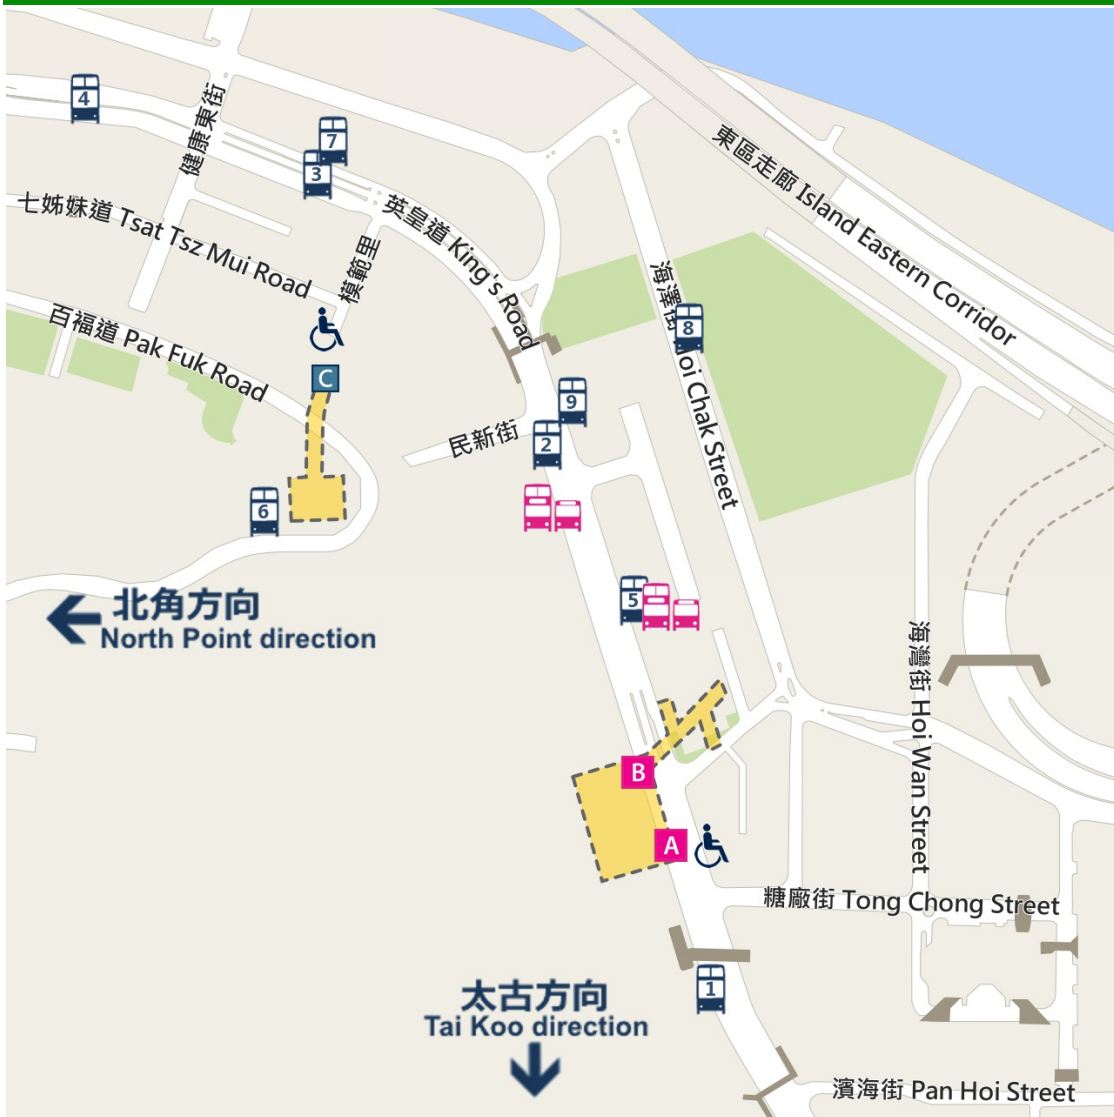 4
7
3
健康東街
東區走廊 Island Eastern Corridor
七姊妹道 Tsat Tsz Mui Road
英皇道 King's Road
模範里
海澤街 Hoi Chak Street
8
百福道 Pak Fuk Road
C
9
民新街
2
6
5
北角方向
North Point direction
海灣街 Hoi Wan Street
B
A
糖廠街 Tong Chong Street
1
太古方向
Tai Koo direction
濱海街 Pan Hoi Street